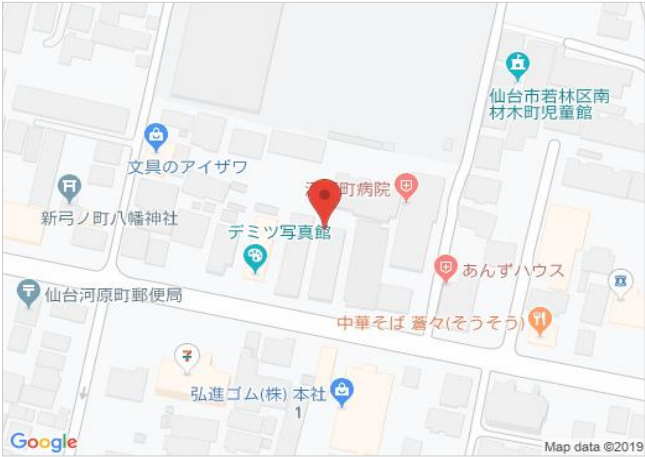 仙台市若林区南
材木町児童館
文具のアイザワ
町病院
新弓ノ町八幡神社
デミツ写真館
あんずハウス
仙台河原町郵便局
中華そば 蒼々(そうそう)
7
弘進ゴム(株) 本社
1
Google
Map data ©2019